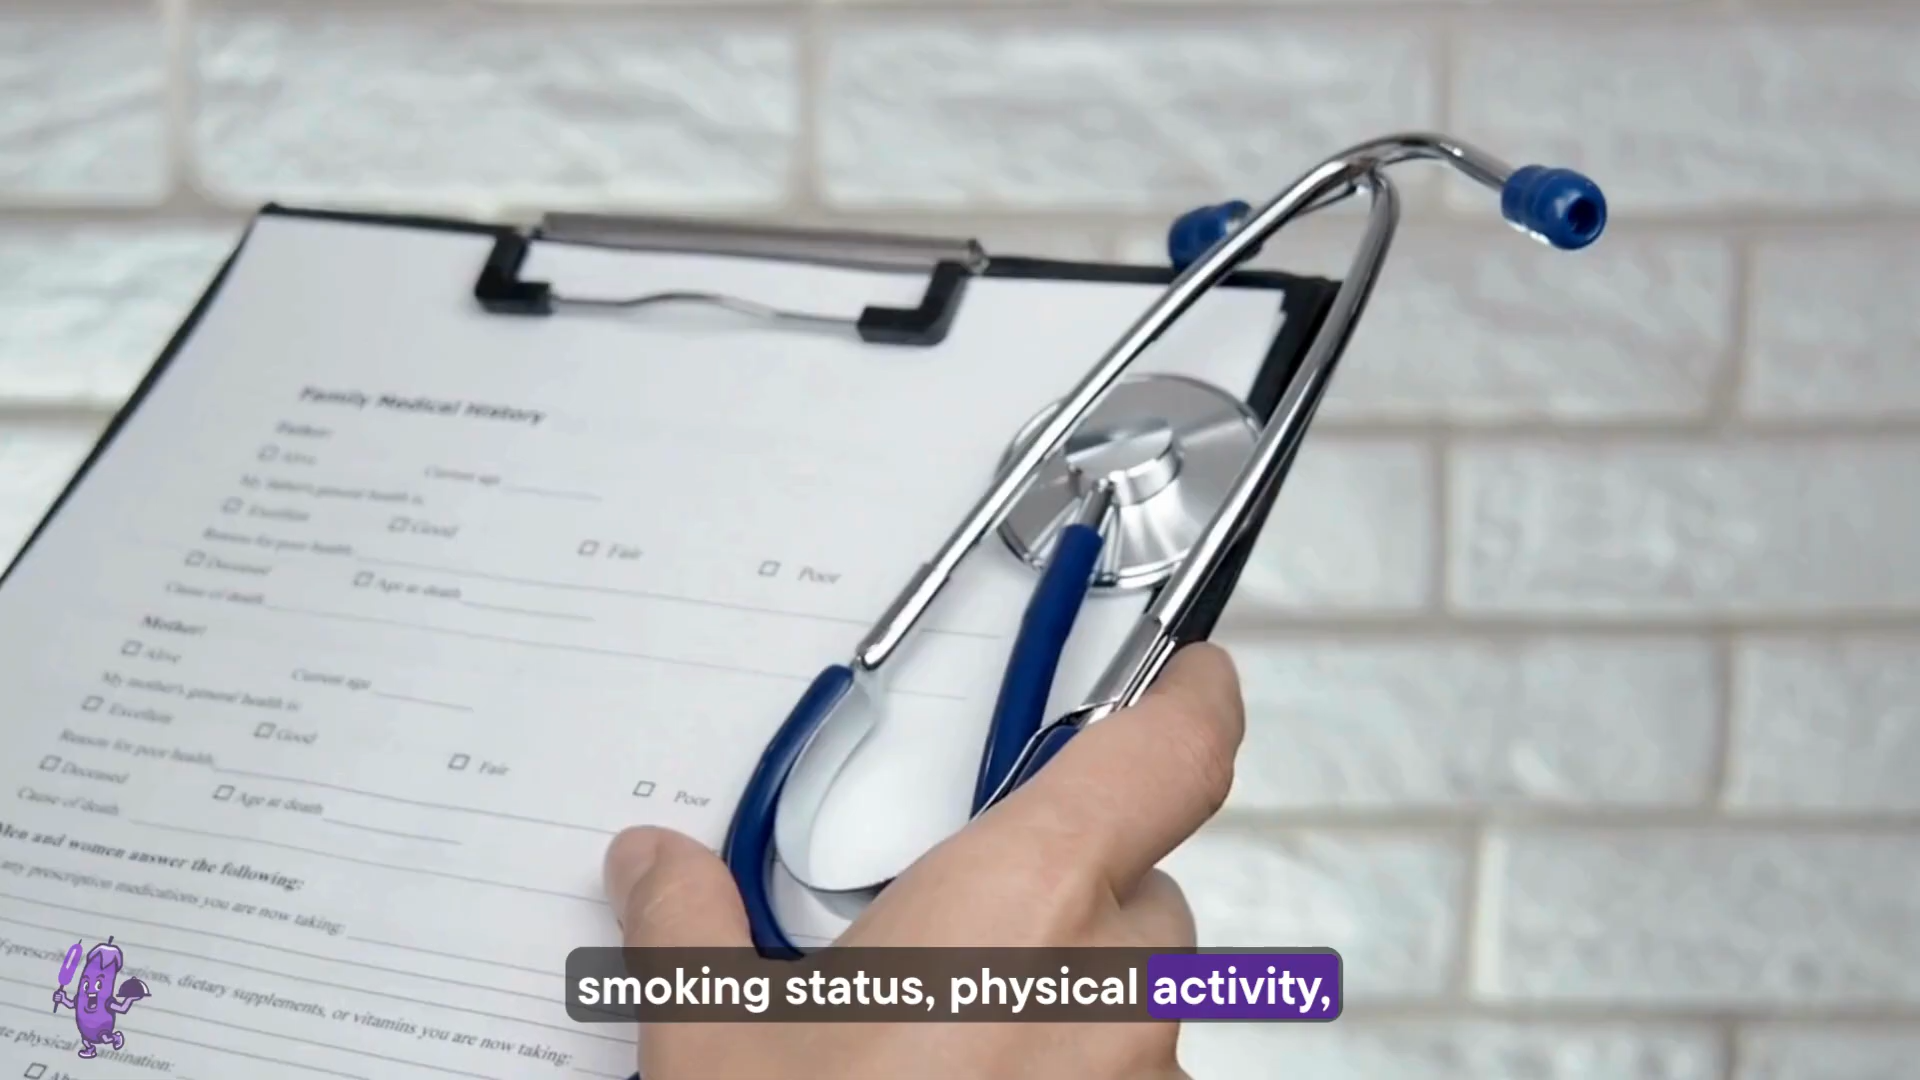 Family Medical History
Father:
Alive
Current age
My father's general health is:
Excellent
Good
Fair
Poor
Reason for poor health
Deceased
Age at death
Cause of death
Mother:
Alive
Current age
My mother's general health is:
Excellent
Good
Fair
Poor
Reason for poor health
Deceased
Age at death
Cause of death
Men and women answer the following:
any prescription medications you are now taking:
dietary supplements, or vitamins you are now taking:
physical
smoking status, physical activity,